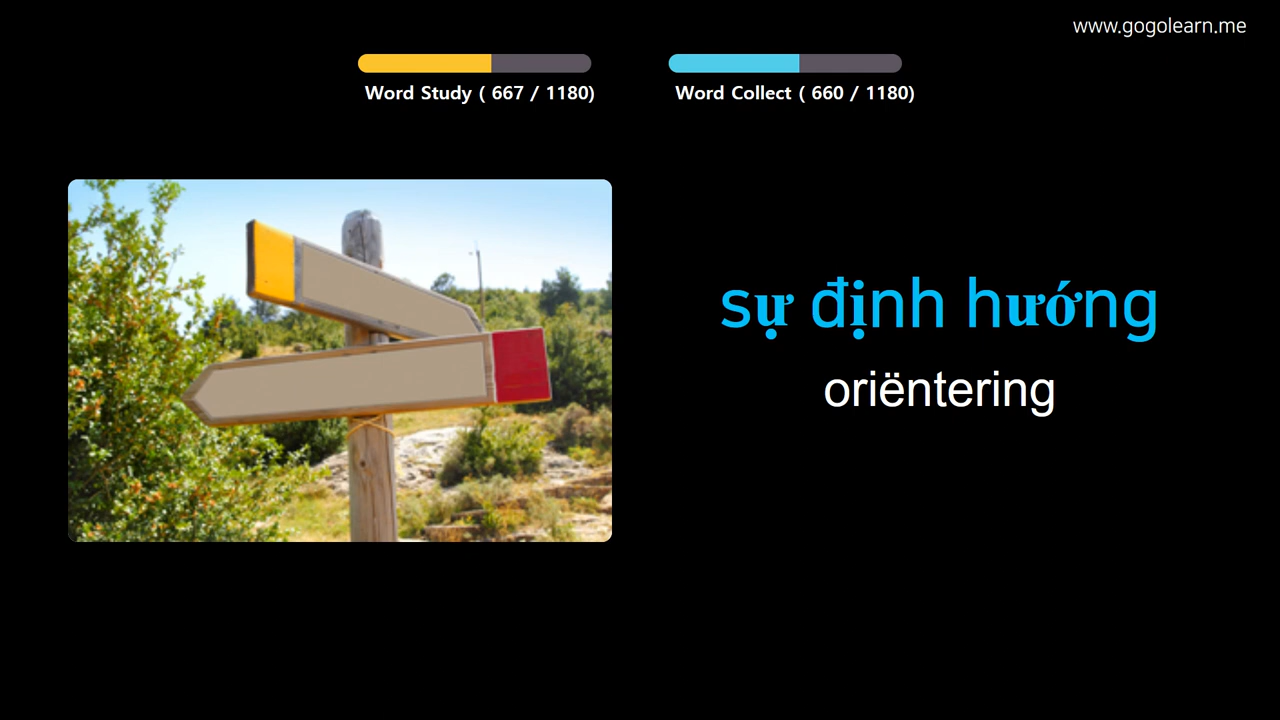 www.gogolearn.me
Word Study ( 667 / 1180)
Word Collect ( 660 / 1180)
sự định hướng
oriëntering